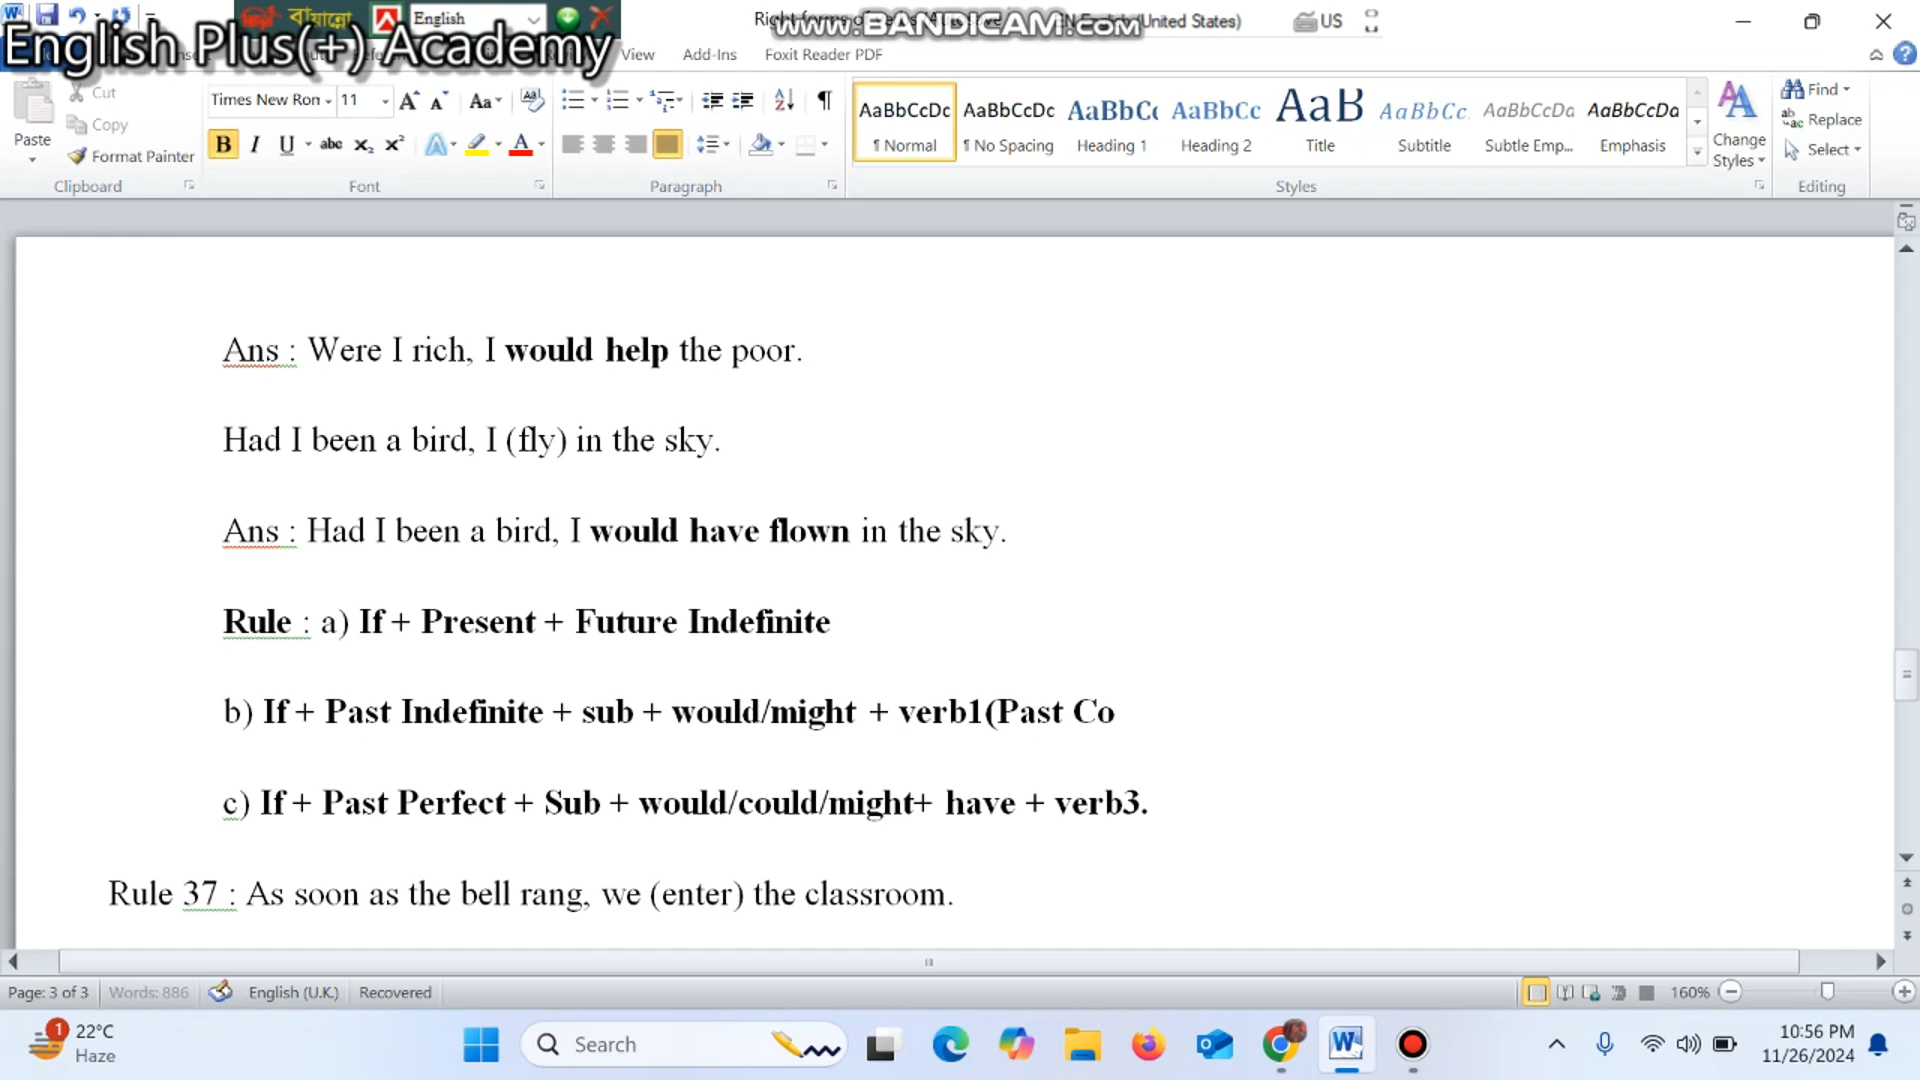 English
www.BANDICAM.com
(United States)
US
English Plus(+) Academy
View
Add-Ins
Foxit Reader PDF
Paste
Cut
Copy
Format Painter
Clipboard
Times New Ron
11
Font
Paragraph
AaBbCcDc
¶ Normal
AaBbCcDc
¶ No Spacing
AaBbC
Heading 1
AaBbCc
Heading 2
AaB
Title
AaBbCc.
Subtitle
AaBbCcDa
Subtle Emp...
AaBbCcDa
Emphasis
Styles
Change
Styles
Find
Replace
Select
Editing
Ans : Were I rich, I would help the poor.
Had I been a bird, I (fly) in the sky.
Ans : Had I been a bird, I would have flown in the sky.
Rule : a) If + Present + Future Indefinite
b) If + Past Indefinite + sub + would/might + verb1(Past Co
c) If + Past Perfect + Sub + would/could/might+ have + verb3.
Rule 37 : As soon as the bell rang, we (enter) the classroom.
Page: 3 of 3
Words: 886
English (U.K.)
Recovered
160%
1
22°C
Haze
Search
10:56 PM
11/26/2024